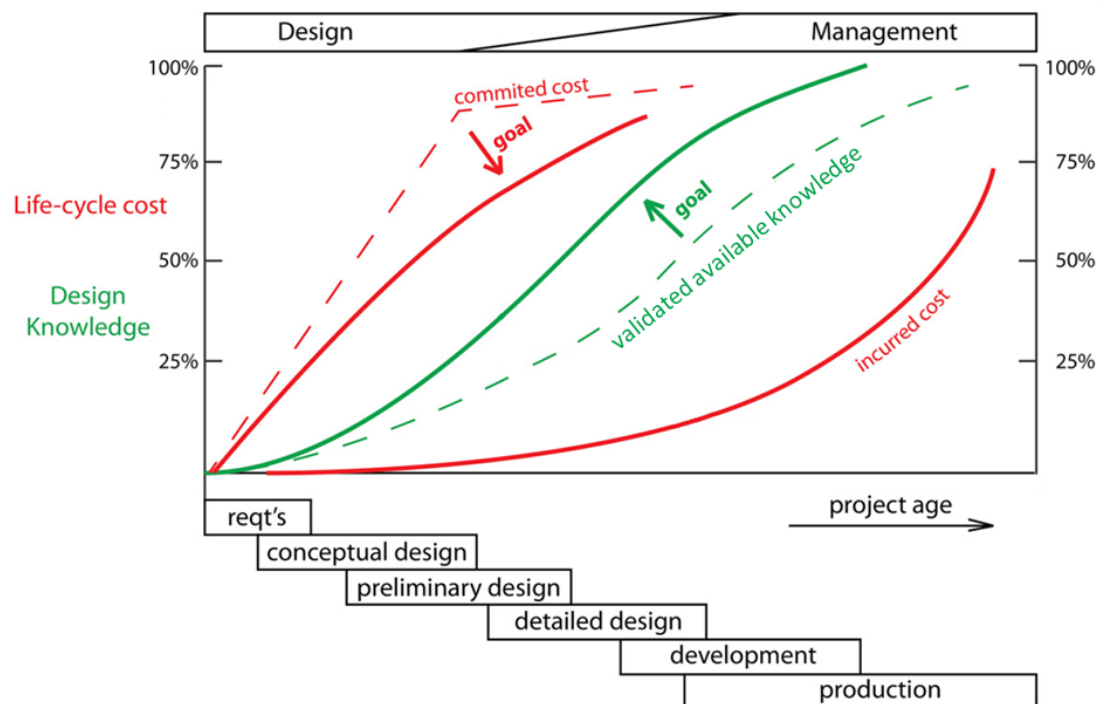 Design
Management
100%
100%
commited cost
goal
75%
75%
Life-cycle cost
goal
validated available knowledge
50%
50%
Design
Knowledge
incurred cost
25%
25%
reqt's
project age
conceptual design
preliminary design
detailed design
development
production